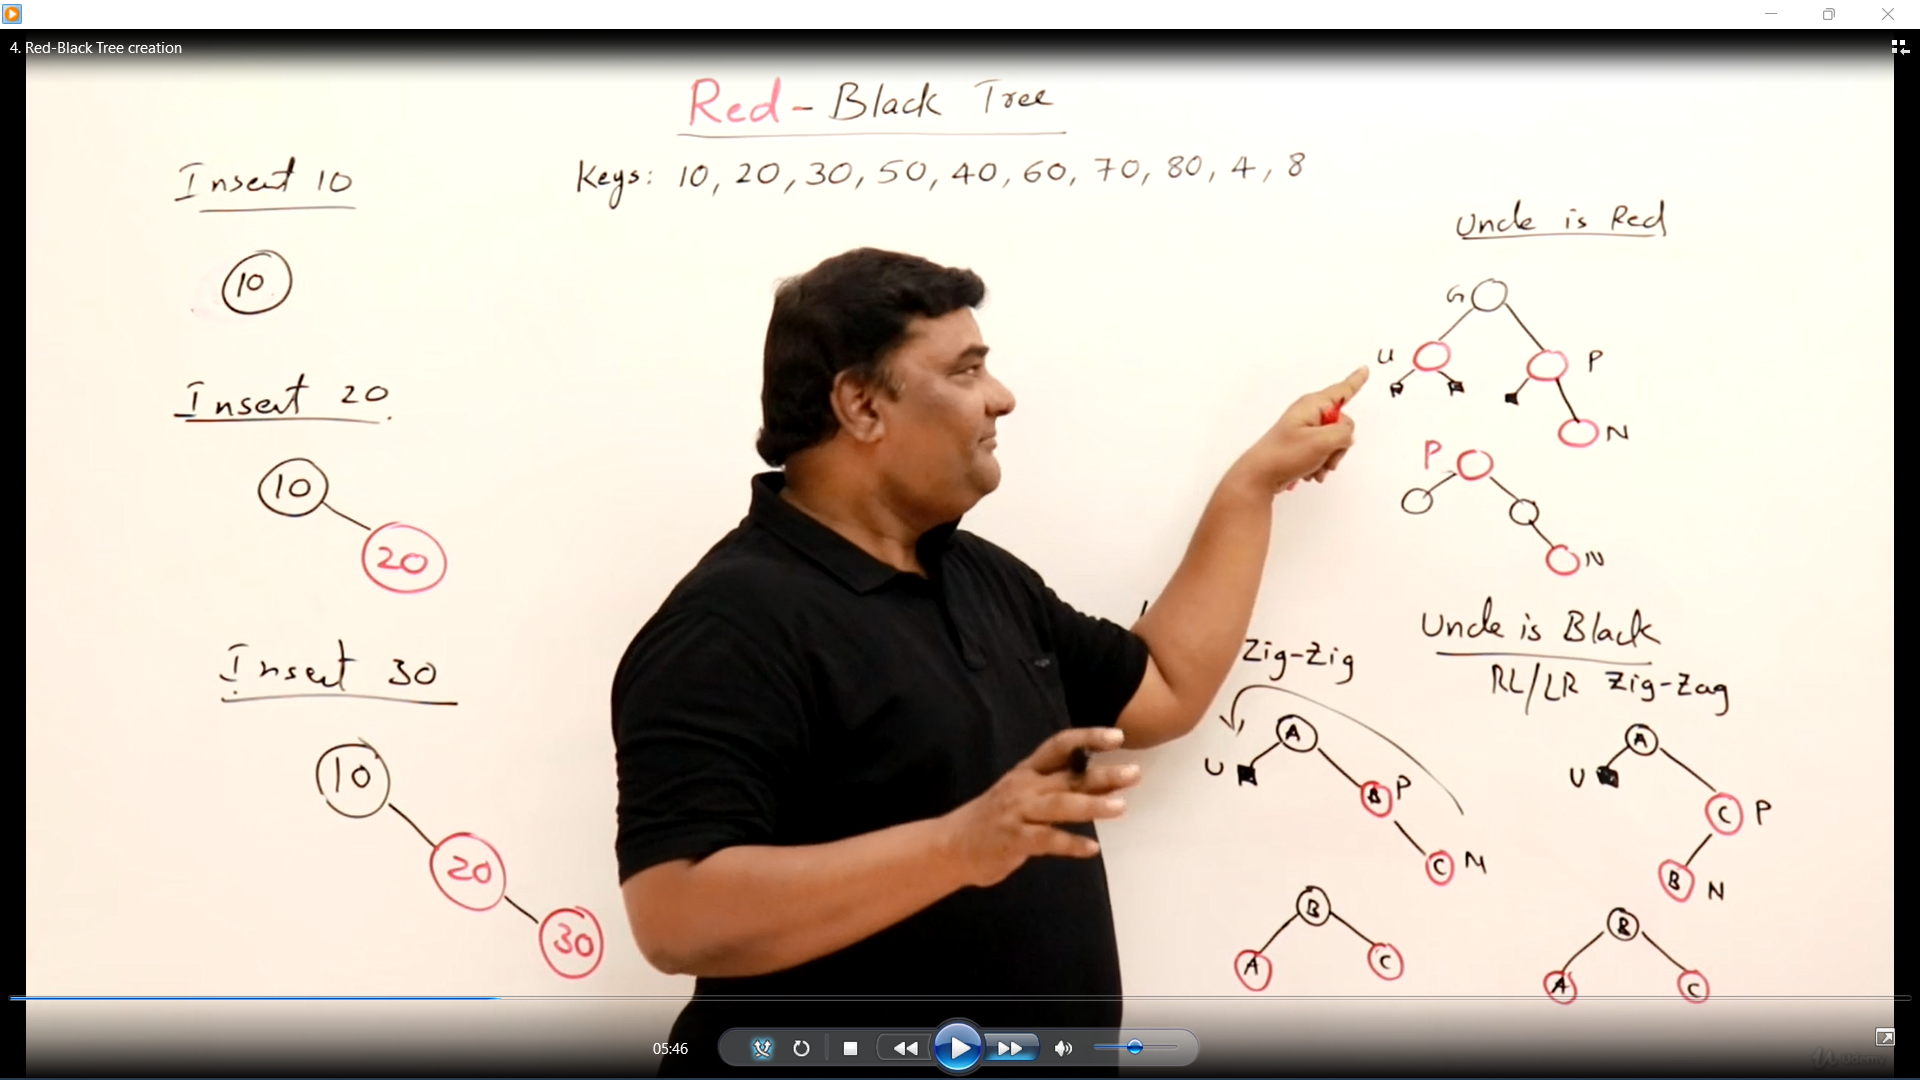 4. Red-Black Tree creation
Red-Black Tree
Keys: 10, 20, 30, 50, 40, 60, 70, 80, 4, 8
Insert 10
10
Insert 20
10
20
Insert 30
10
20
30
Uncle is Red
G
U
P
N
P
N
Uncle is Black
Zig-Zig
A
U
B P
C N
B
A
C
RL/LR Zig-Zag
A
U
C P
B N
B
A
C
05:46
udemy